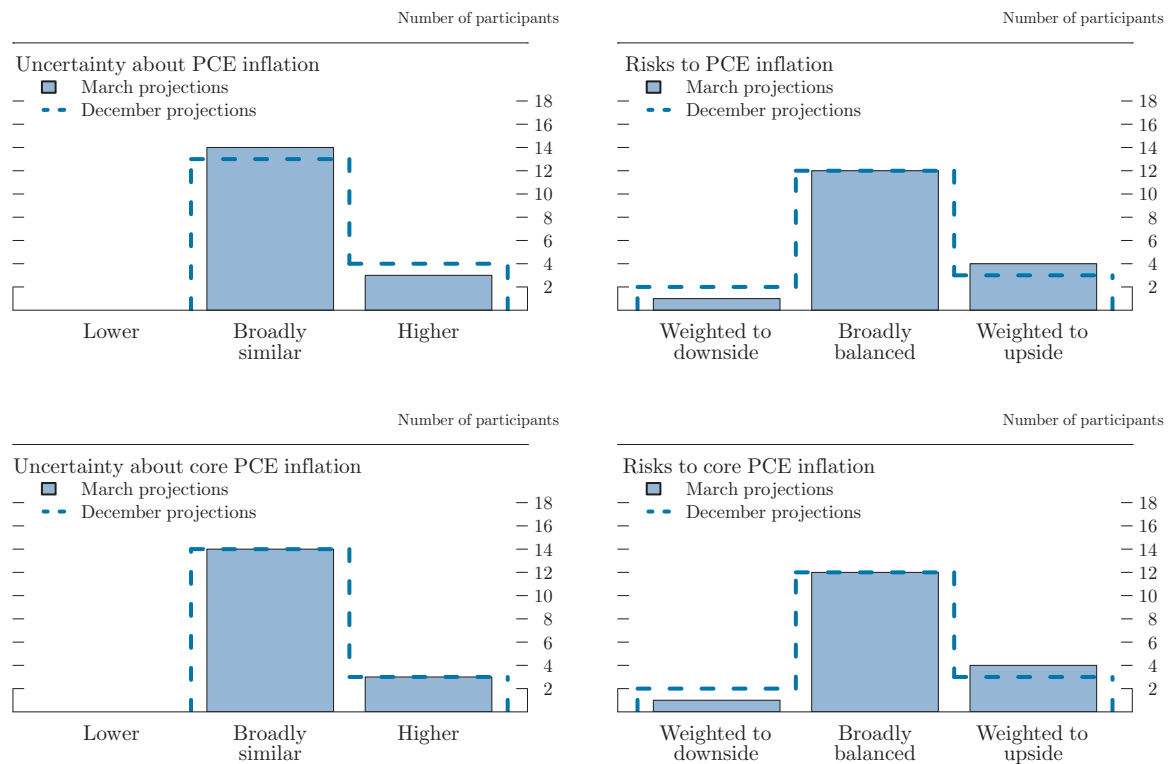 Number of participants
Uncertainty about PCE inflation
March projections
December projections
18
16
14
12
10
8
6
4
2
Lower
Broadly
similar
Higher
Number of participants
Risks to PCE inflation
March projections
December projections
18
16
14
12
10
8
6
4
2
Weighted to
downside
Broadly
balanced
Weighted to
upside
Number of participants
Uncertainty about core PCE inflation
March projections
December projections
18
16
14
12
10
8
6
4
2
Lower
Broadly
similar
Higher
Number of participants
Risks to core PCE inflation
March projections
December projections
18
16
14
12
10
8
6
4
2
Weighted to
downside
Broadly
balanced
Weighted to
upside